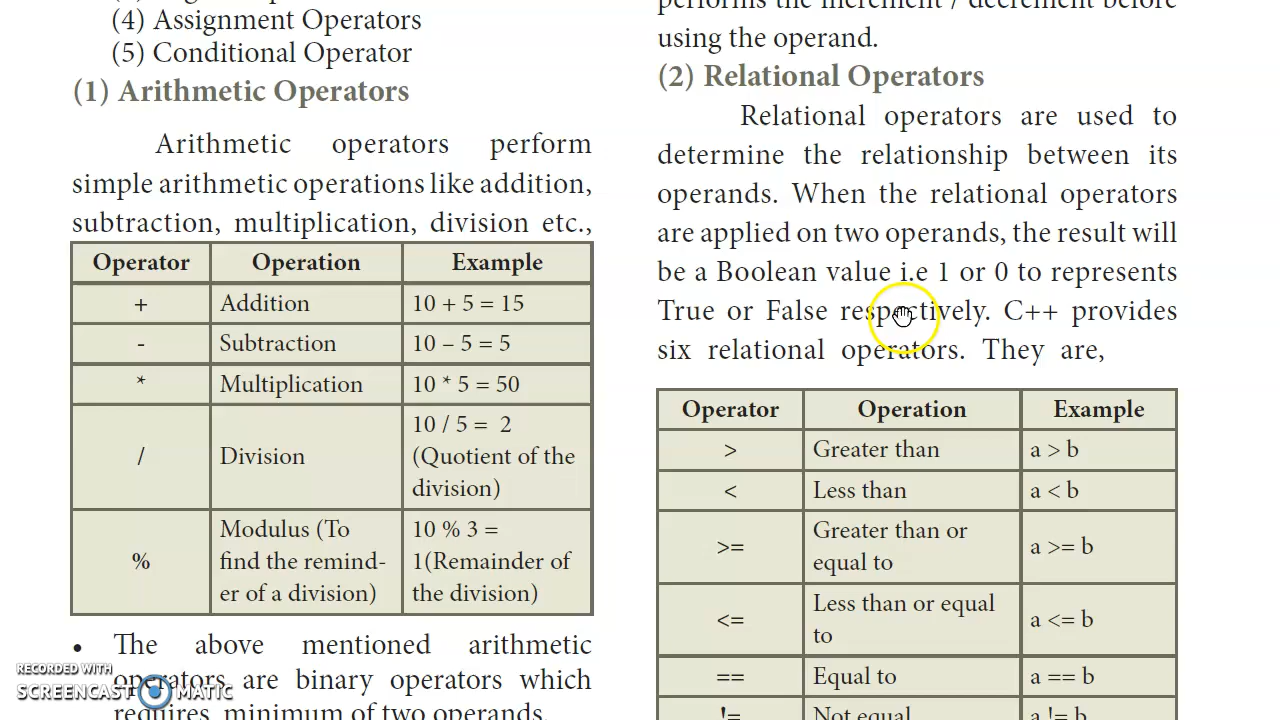 (4) Assignment Operators
(5) Conditional Operator
(1) Arithmetic Operators
Arithmetic operators perform
simple arithmetic operations like addition,
subtraction, multiplication, division etc.,
Operator Operation Example
+ Addition 10 + 5 = 15
- Subtraction 10 – 5 = 5
* Multiplication 10 * 5 = 50
/ Division 10 / 5 = 2
(Quotient of the
division)
% Modulus (To
find the remind-
er of a division)
10 % 3 =
1(Remainder of
the division)
• The above mentioned arithmetic
operators are binary operators which
requires minimum of two operands.
performs the increment / decrement before
using the operand.
(2) Relational Operators
Relational operators are used to
determine the relationship between its
operands. When the relational operators
are applied on two operands, the result will
be a Boolean value i.e 1 or 0 to represents
True or False respectively. C++ provides
six relational operators. They are,
Operator Operation Example
> Greater than a > b
< Less than a < b
>= Greater than or
equal to
a >= b
<= Less than or equal
to
a <= b
== Equal to a == b
!= Not equal a != b
RECORDED WITH
SCREENCAST MATIC